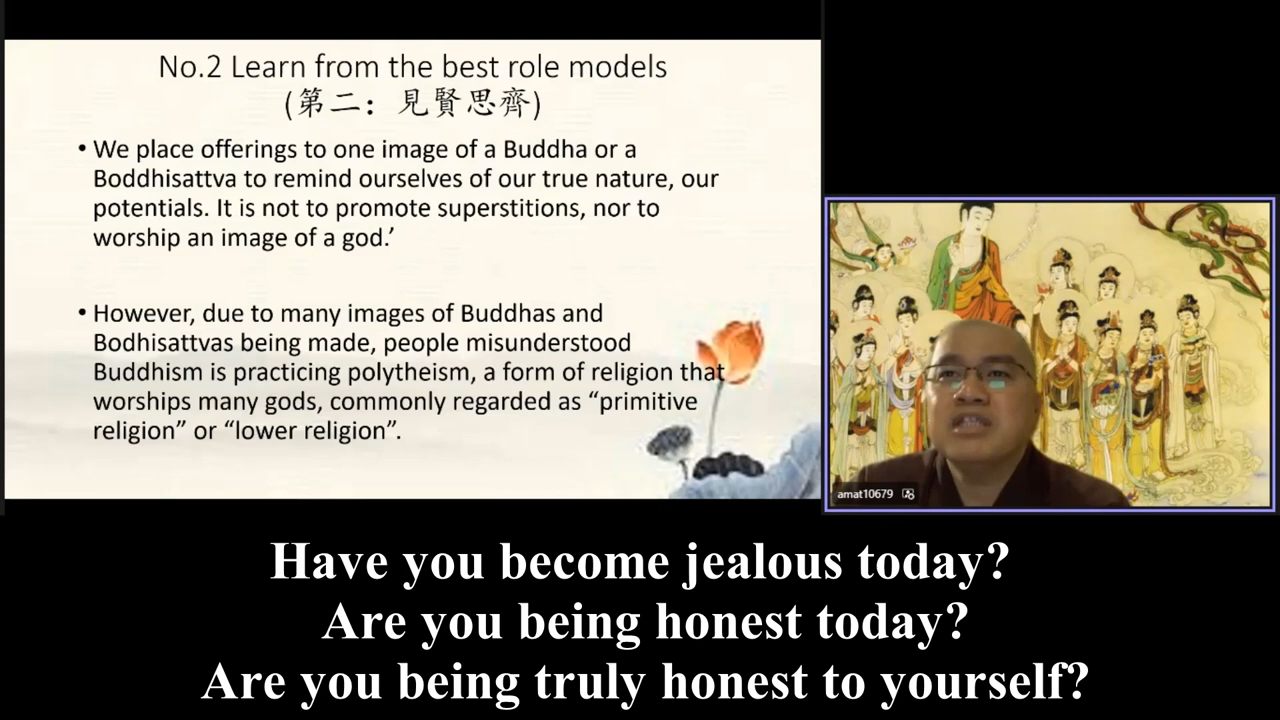 No.2 Learn from the best role models
(第二：見賢思齊)
• We place offerings to one image of a Buddha or a
Boddhisattva to remind ourselves of our true nature, our
potentials. It is not to promote superstitions, nor to
worship an image of a god.’
• However, due to many images of Buddhas and
Bodhisattvas being made, people misunderstood
Buddhism is practicing polytheism, a form of religion that
worships many gods, commonly regarded as “primitive
religion” or “lower religion”.
amat10679
Have you become jealous today?
Are you being honest today?
Are you being truly honest to yourself?